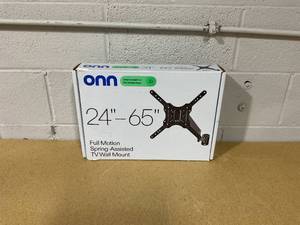 onn
24"–65"
Full Motion
Spring-Assisted
TV Wall Mount